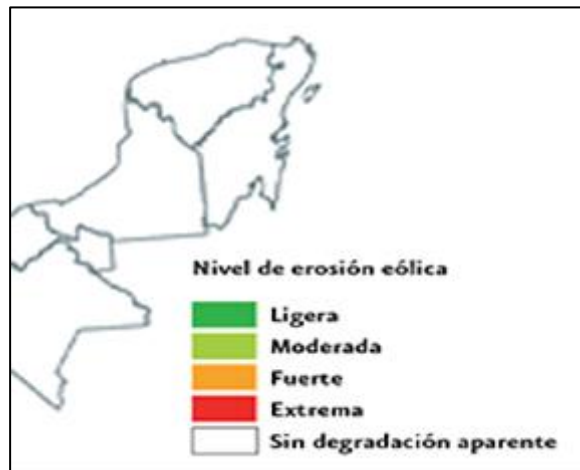 Nivel de erosión eólica
Ligera
Moderada
Fuerte
Extrema
Sin degradación aparente